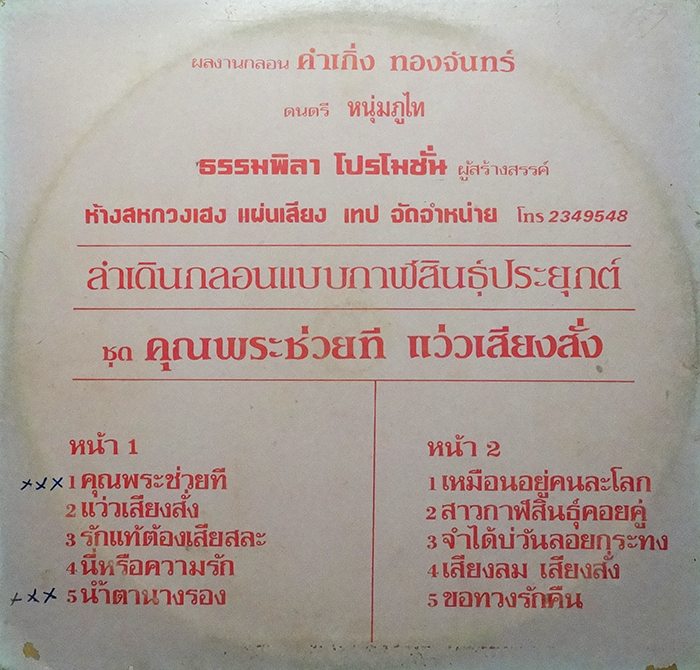 ผลงานกลอน คำเกิ่ง ทองจันทร์
ดนตรี หนุ่มภูไท
ธรรมพิลา โปรโมชั่น ผู้สร้างสรรค์
ห้างสหกวงเฮง แผ่นเสียง เทป จัดจำหน่าย โทร 2349548
ลำเดินกลอนแบบกาฬสินธุ์ประยุกต์
ชุด คุณพระช่วยที แว่วเสียงสั่ง
หน้า 1
xxx 1 คุณพระช่วยที
2 แว่วเสียงสั่ง
3 รักแท้ต้องเสียสละ
4 นี่หรือความรัก
xxx 5 น้ำตานางรอง
หน้า 2
1 เหมือนอยู่คนละโลก
2 สาวกาฬสินธุ์คอยคู่
3 จำได้บ่วันลอยกระทง
4 เสียงลม เสียงสั่ง
5 ขอทวงรักคืน